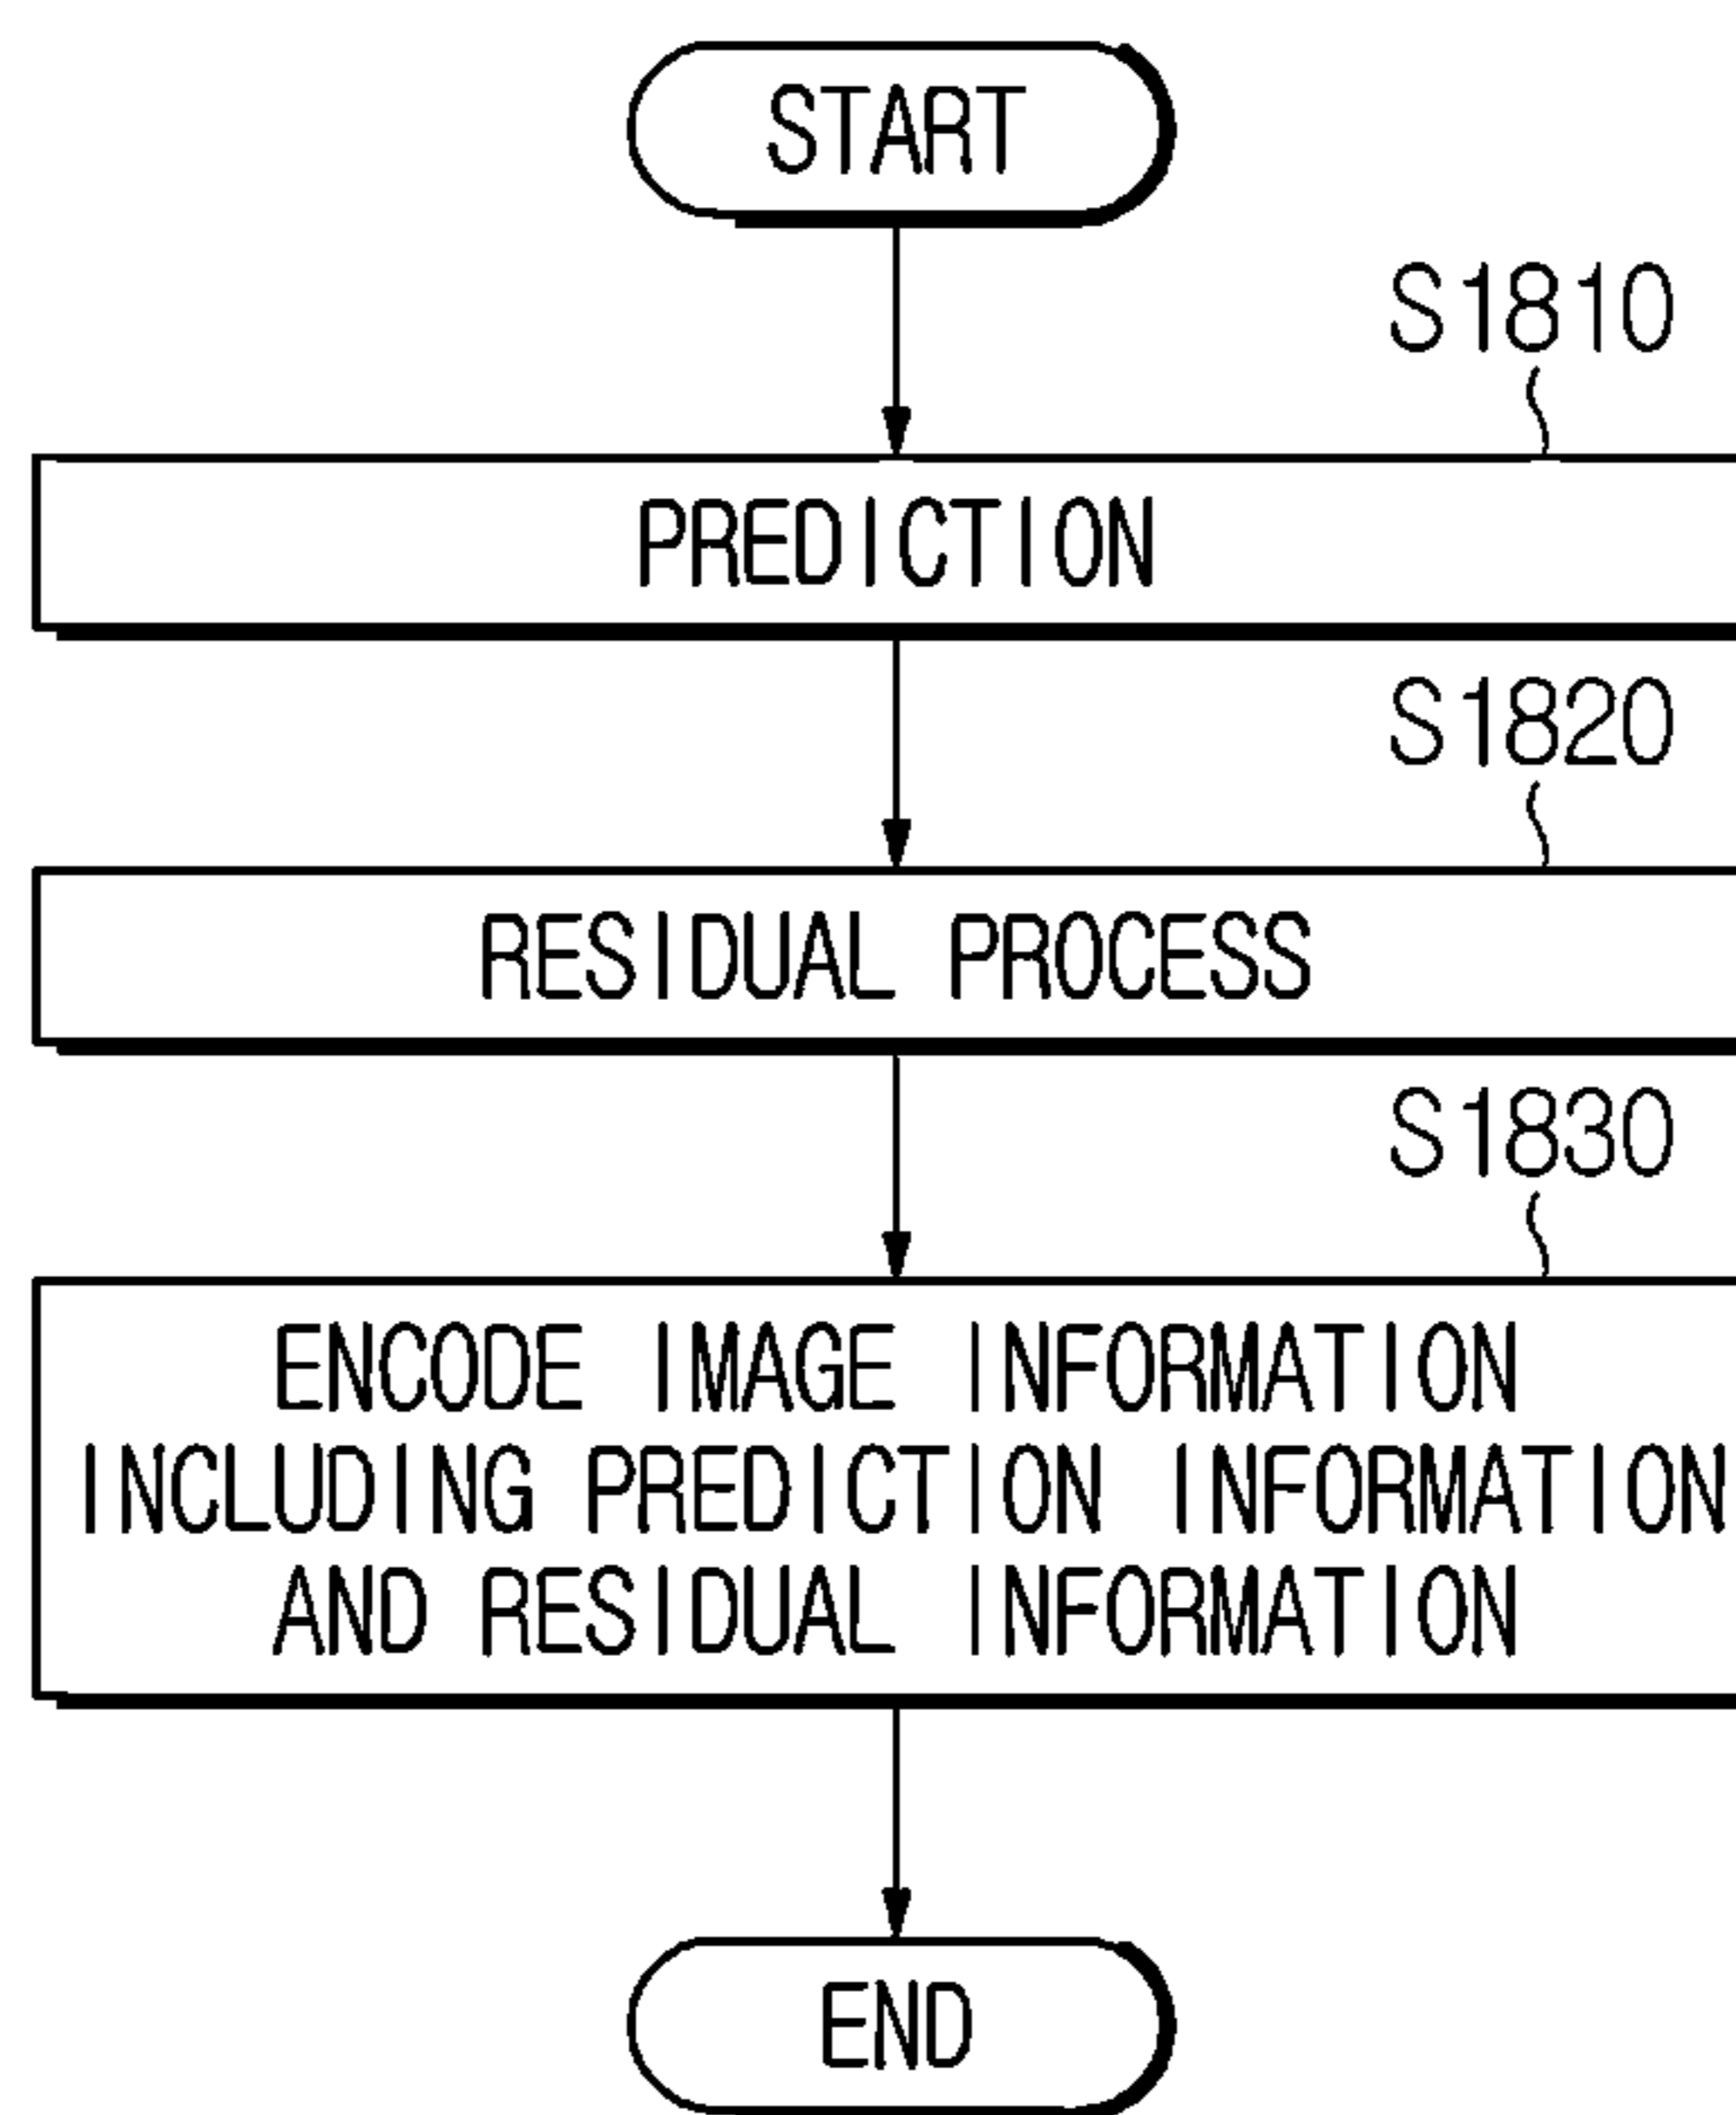 START
S1810
PREDICTION
S1820
RESIDUAL PROCESS
S1830
ENCODE IMAGE INFORMATION
INCLUDING PREDICTION INFORMATION
AND RESIDUAL INFORMATION
END